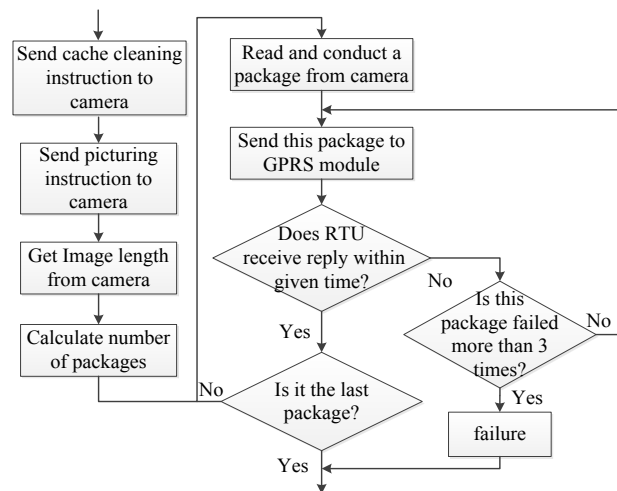 Send cache cleaning
instruction to
camera
Send picturing
instruction to
camera
Get Image length
from camera
Calculate number
of packages
Read and conduct a
package from camera
Send this package to
GPRS module
Does RTU
receive reply within
given time?
No
Yes
Is this
package failed
more than 3
times?
No
Yes
failure
Is it the last
package?
No
Yes